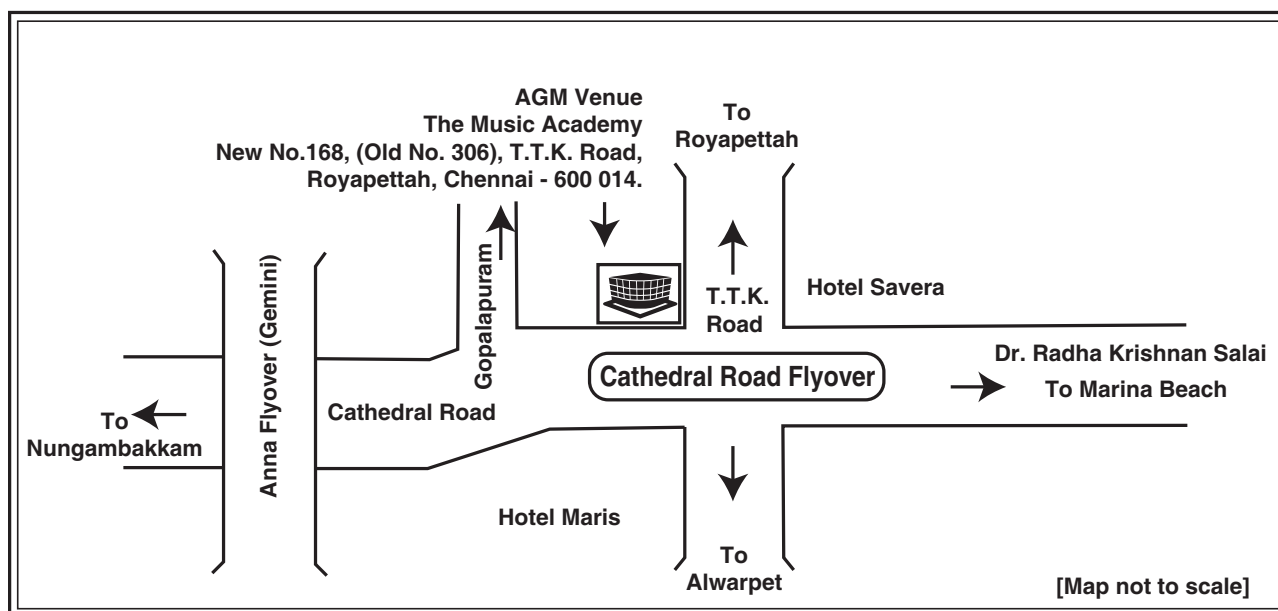 AGM Venue
The Music Academy
New No.168, (Old No. 306), T.T.K. Road,
Royapettah, Chennai - 600 014.
To
Royapettah
Anna Flyover (Gemini)
Gopalapuram
T.T.K.
Road
Hotel Savera
Cathedral Road Flyover
Dr. Radha Krishnan Salai
To Marina Beach
Cathedral Road
To
Nungambakkam
Hotel Maris
To
Alwarpet
[Map not to scale]